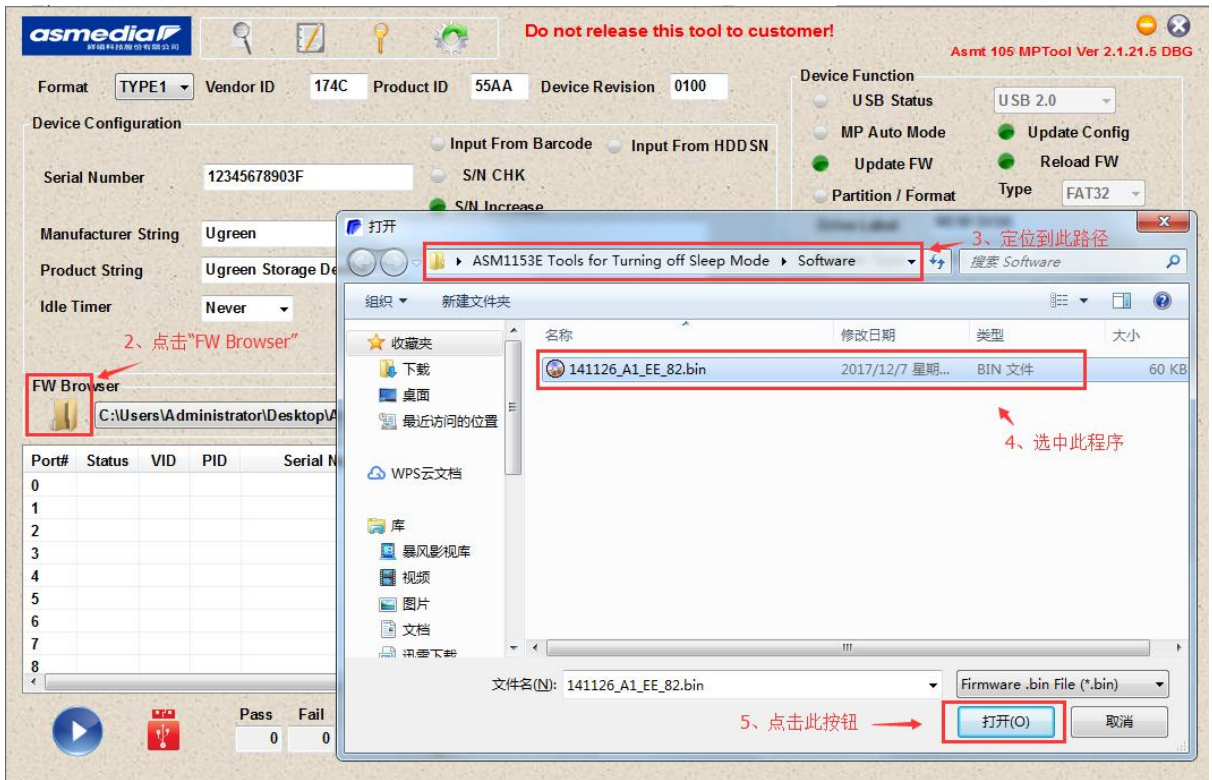 asmedia
祥碩科技股份有限公司
Do not release this tool to customer!
Asmt 105 MPTool Ver 2.1.21.5 DBG
Format TYPE1 Vendor ID 174C Product ID 55AA Device Revision 0100
Device Function
USB Status USB 2.0
MP Auto Mode Update Config
Update FW Reload FW
Partition / Format Type FAT32
Device Configuration
Input From Barcode Input From HDD SN
Serial Number 12345678903F S/N CHK
S/N Increase
Manufacturer String Ugreen
Product String Ugreen Storage De
Idle Timer Never
2、点击“FW Browser”
FW Browser
C:\Users\Administrator\Desktop\A
Port# Status VID PID Serial N
0
1
2
3
4
5
6
7
8
Pass Fail
0 0
打开
3、定位到此路径
ASM1153E Tools for Turning off Sleep Mode Software 搜索 Software
组织 新建文件夹
收藏夹
下载
桌面
最近访问的位置
WPS云文档
库
暴风影视库
视频
图片
文档
迅雷下载
名称 修改日期 类型 大小
141126_A1_EE_82.bin 2017/12/7 星期... BIN 文件 60 KB
4、选中此程序
文件名(N): 141126_A1_EE_82.bin Firmware .bin File (*.bin)
5、点击此按钮 打开(O) 取消